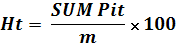 Ht = SUM Pit / m × 100